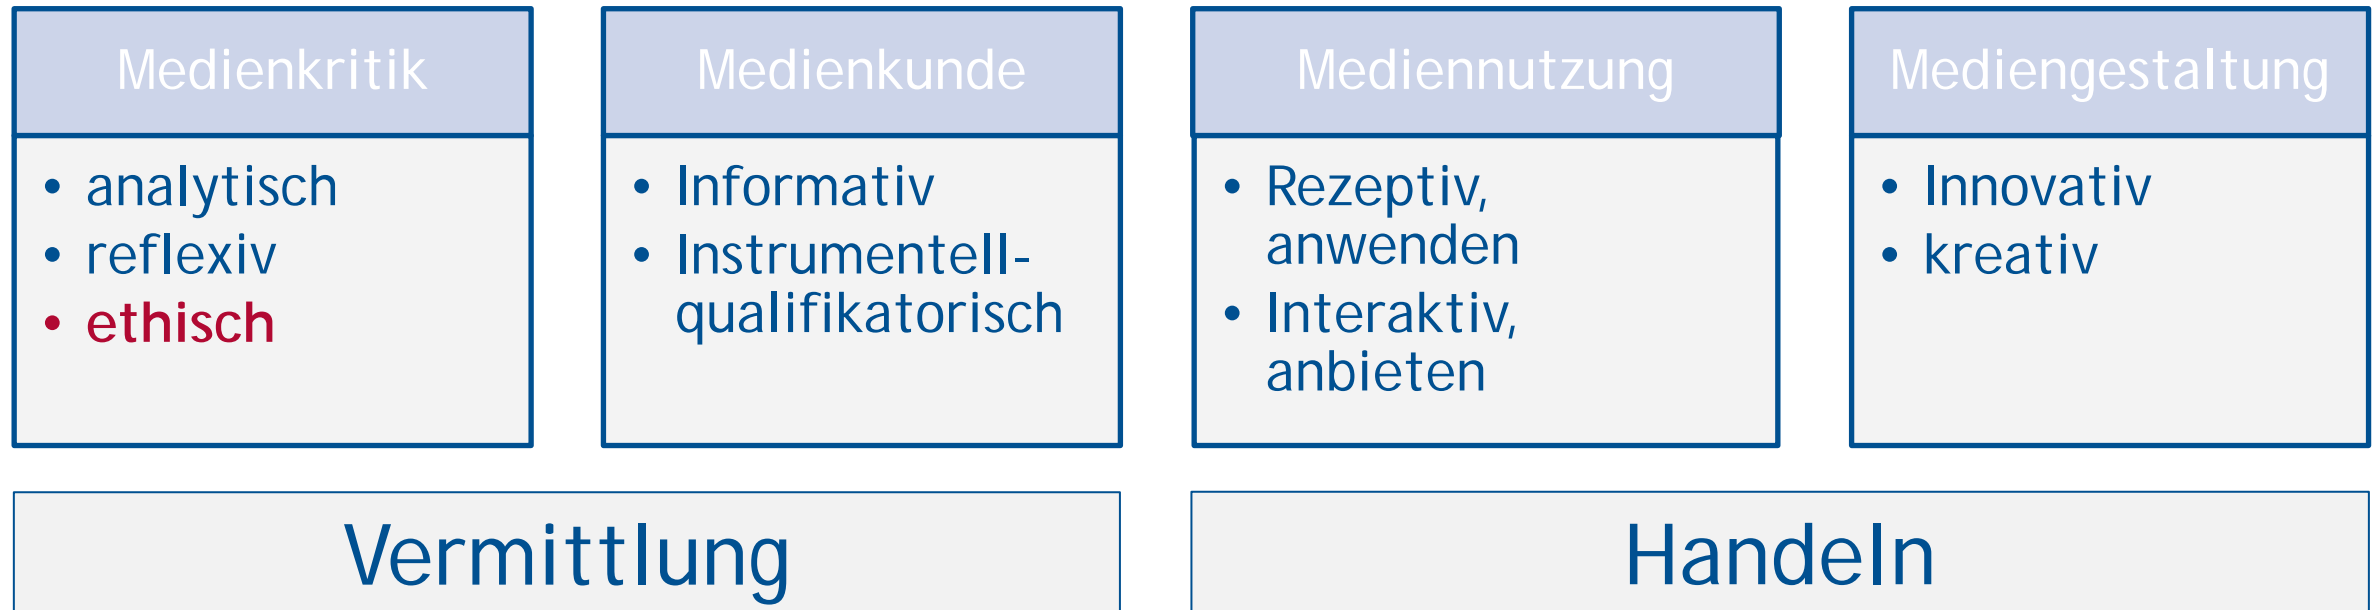 Medienkritik
• analytisch
• reflexiv
• ethisch
Medienkunde
• Informativ
• Instrumentell-
qualifikatorisch
Mediennutzung
• Rezeptiv,
anwenden
• Interaktiv,
anbieten
Mediengestaltung
• Innovativ
• kreativ
Vermittlung
Handeln